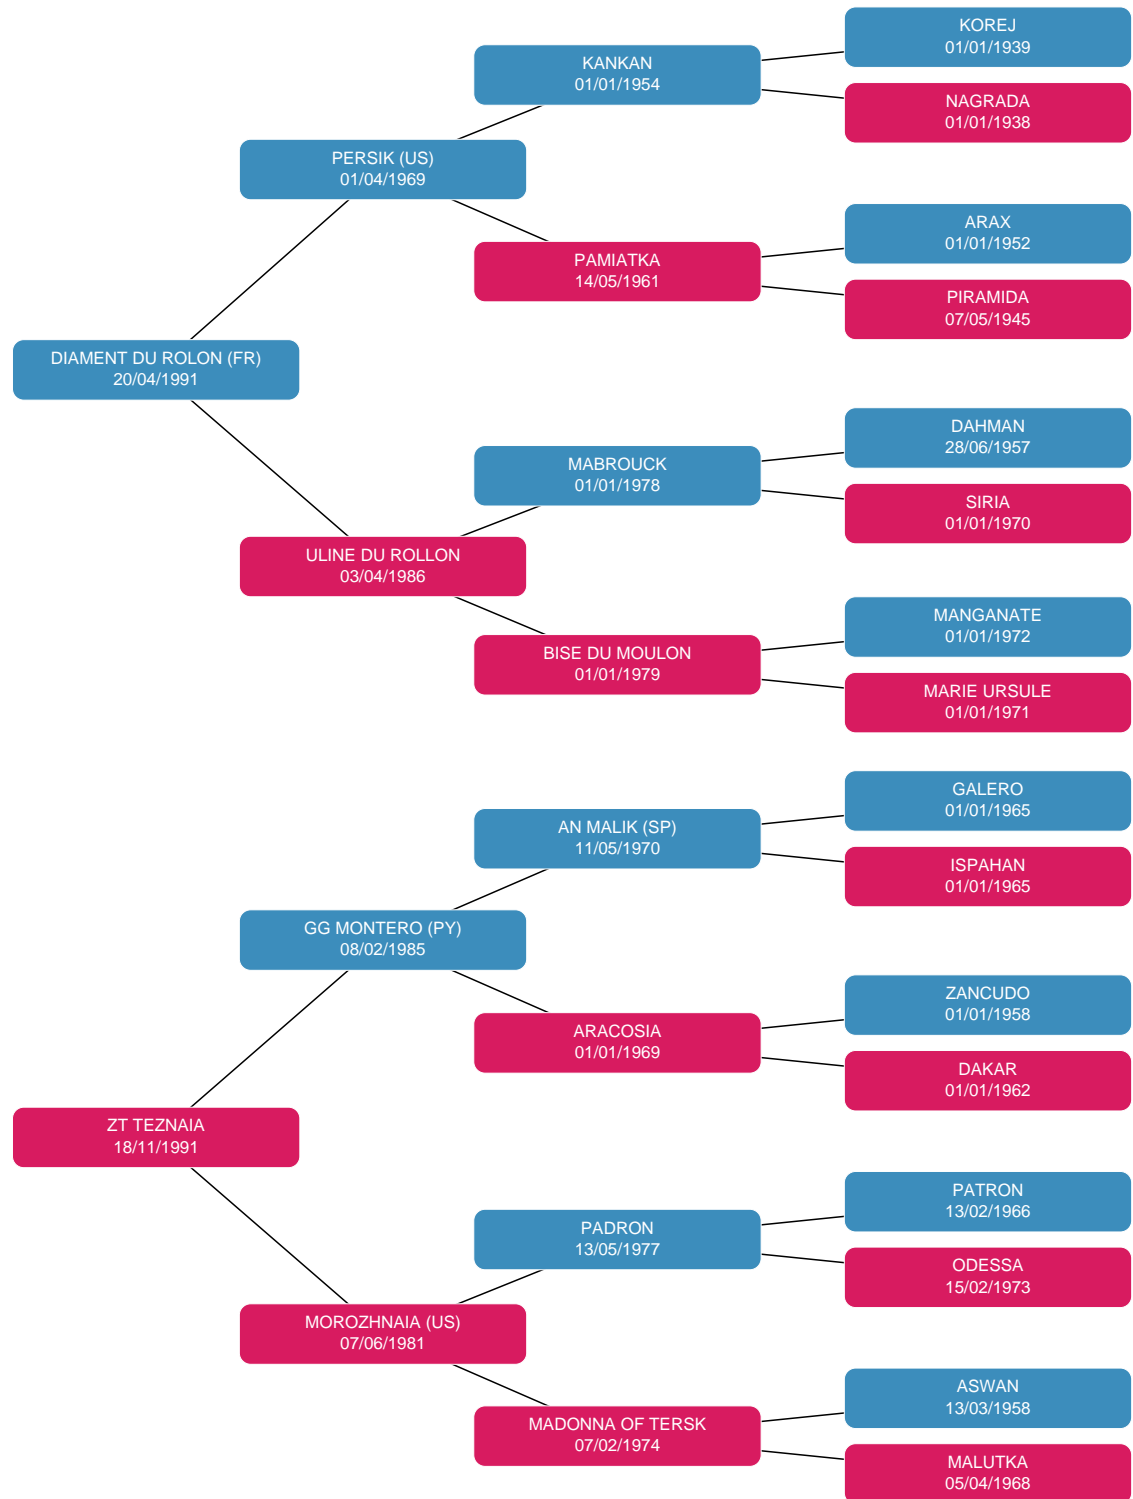 KOREJ
01/01/1939
KANKAN
01/01/1954
NAGRADA
01/01/1938
PERSIK (US)
01/04/1969
ARAX
01/01/1952
PAMIATKA
14/05/1961
PIRAMIDA
07/05/1945
DIAMENT DU ROLON (FR)
20/04/1991
DAHMAN
28/06/1957
MABROUCK
01/01/1978
SIRIA
01/01/1970
ULINE DU ROLLON
03/04/1986
MANGANATE
01/01/1972
BISE DU MOULON
01/01/1979
MARIE URSULE
01/01/1971
GALERO
01/01/1965
AN MALIK (SP)
11/05/1970
ISPAHAN
01/01/1965
GG MONTERO (PY)
08/02/1985
ZANCUDO
01/01/1958
ARACOSIA
01/01/1969
DAKAR
01/01/1962
ZT TEZNAIA
18/11/1991
PATRON
13/02/1966
PADRON
13/05/1977
ODESSA
15/02/1973
MOROZHNAIA (US)
07/06/1981
ASWAN
13/03/1958
MADONNA OF TERSK
07/02/1974
MALUTKA
05/04/1968